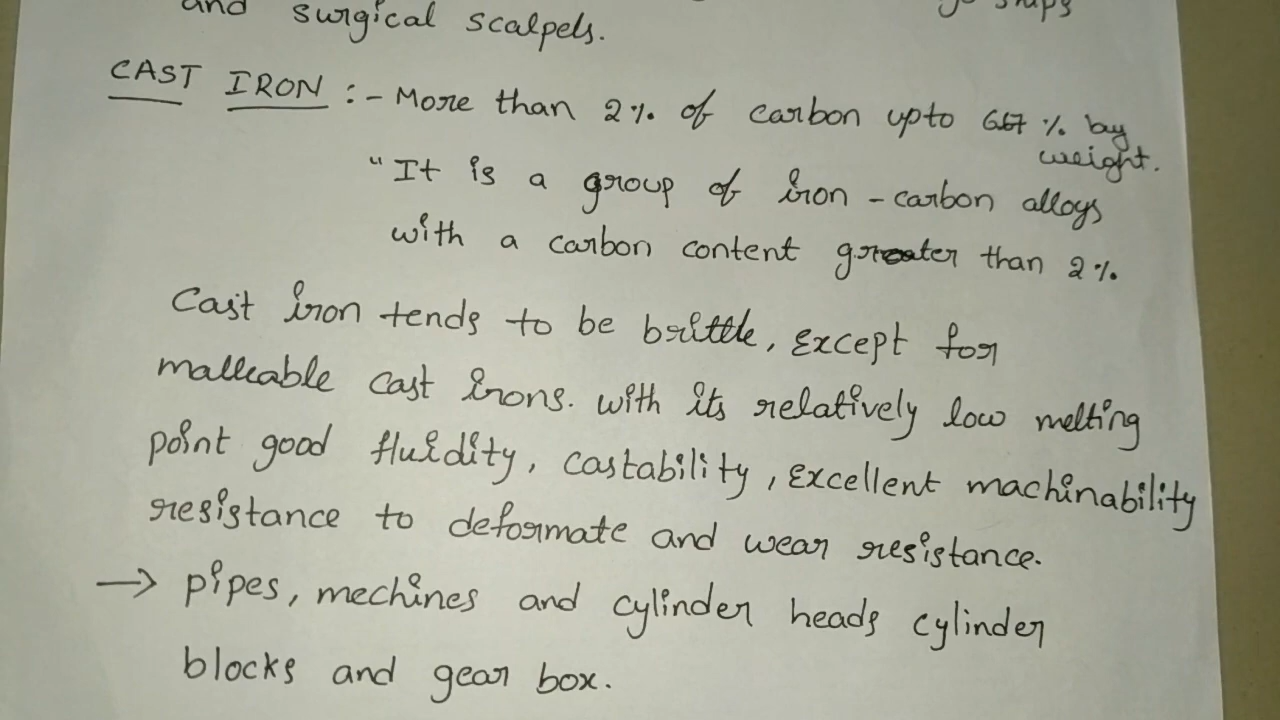 and surgical scalpels.
CAST IRON :- More than 2% of carbon upto 6.67 % by
weight.
"It is a group of iron - carbon alloys
with a carbon content greater than 2%.
Cast iron tends to be brittle, Except for
malleable cast irons. with its relatively low melting
point good fluidity, castability, Excellent machinability
resistance to deformate and wear resistance.
→ pipes, mechines and cylinder heads cylinder
blocks and gear box.